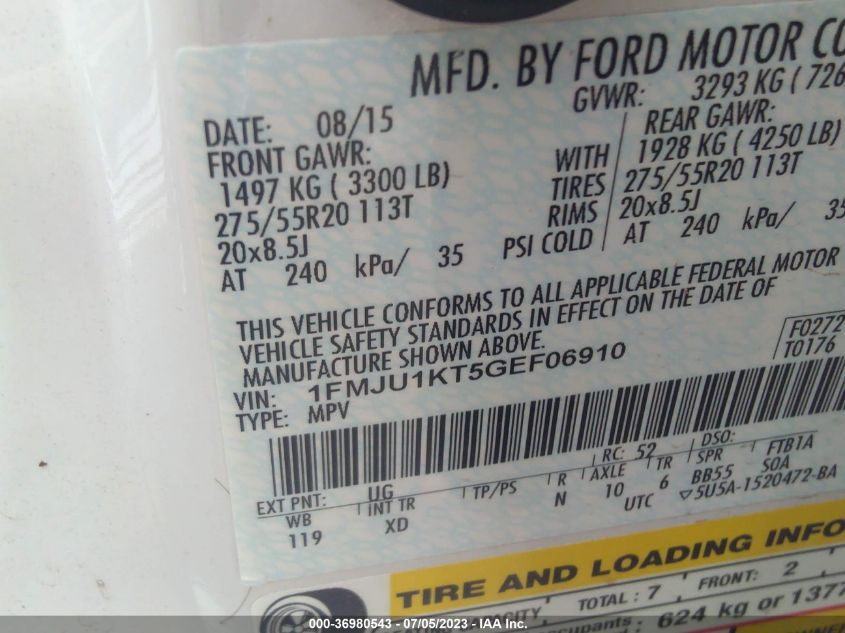 MFD. BY FORD MOTOR CO
GVWR: 3293 KG ( 726
DATE: 08/15
REAR GAWR:
FRONT GAWR:
WITH 1928 KG ( 4250 LB)
1497 KG ( 3300 LB)
TIRES 275/55R20 113T
275/55R20 113T
RIMS 20x8.5J
20x8.5J
AT 240 kPa/ 35 PSI COLD
AT 240 kPa/ 35
THIS VEHICLE CONFORMS TO ALL APPLICABLE FEDERAL MOTOR
VEHICLE SAFETY STANDARDS IN EFFECT ON THE DATE OF
MANUFACTURE SHOWN ABOVE.
F0272
T0176
VIN: 1FMJU1KT5GEF06910
TYPE: MPV
RC: 52 DSO:
EXT PNT: UG TP/PS R AXLE TR SPR FTB1A
WB INT TR N 10 6 BB55 SOA
119 XD UTC ▽5U5A-1520472-BA
TIRE AND LOADING INFO
TOTAL : 7 FRONT: 2
624 kg or 1377
000-36980543 - 07/05/2023 - IAA Inc.